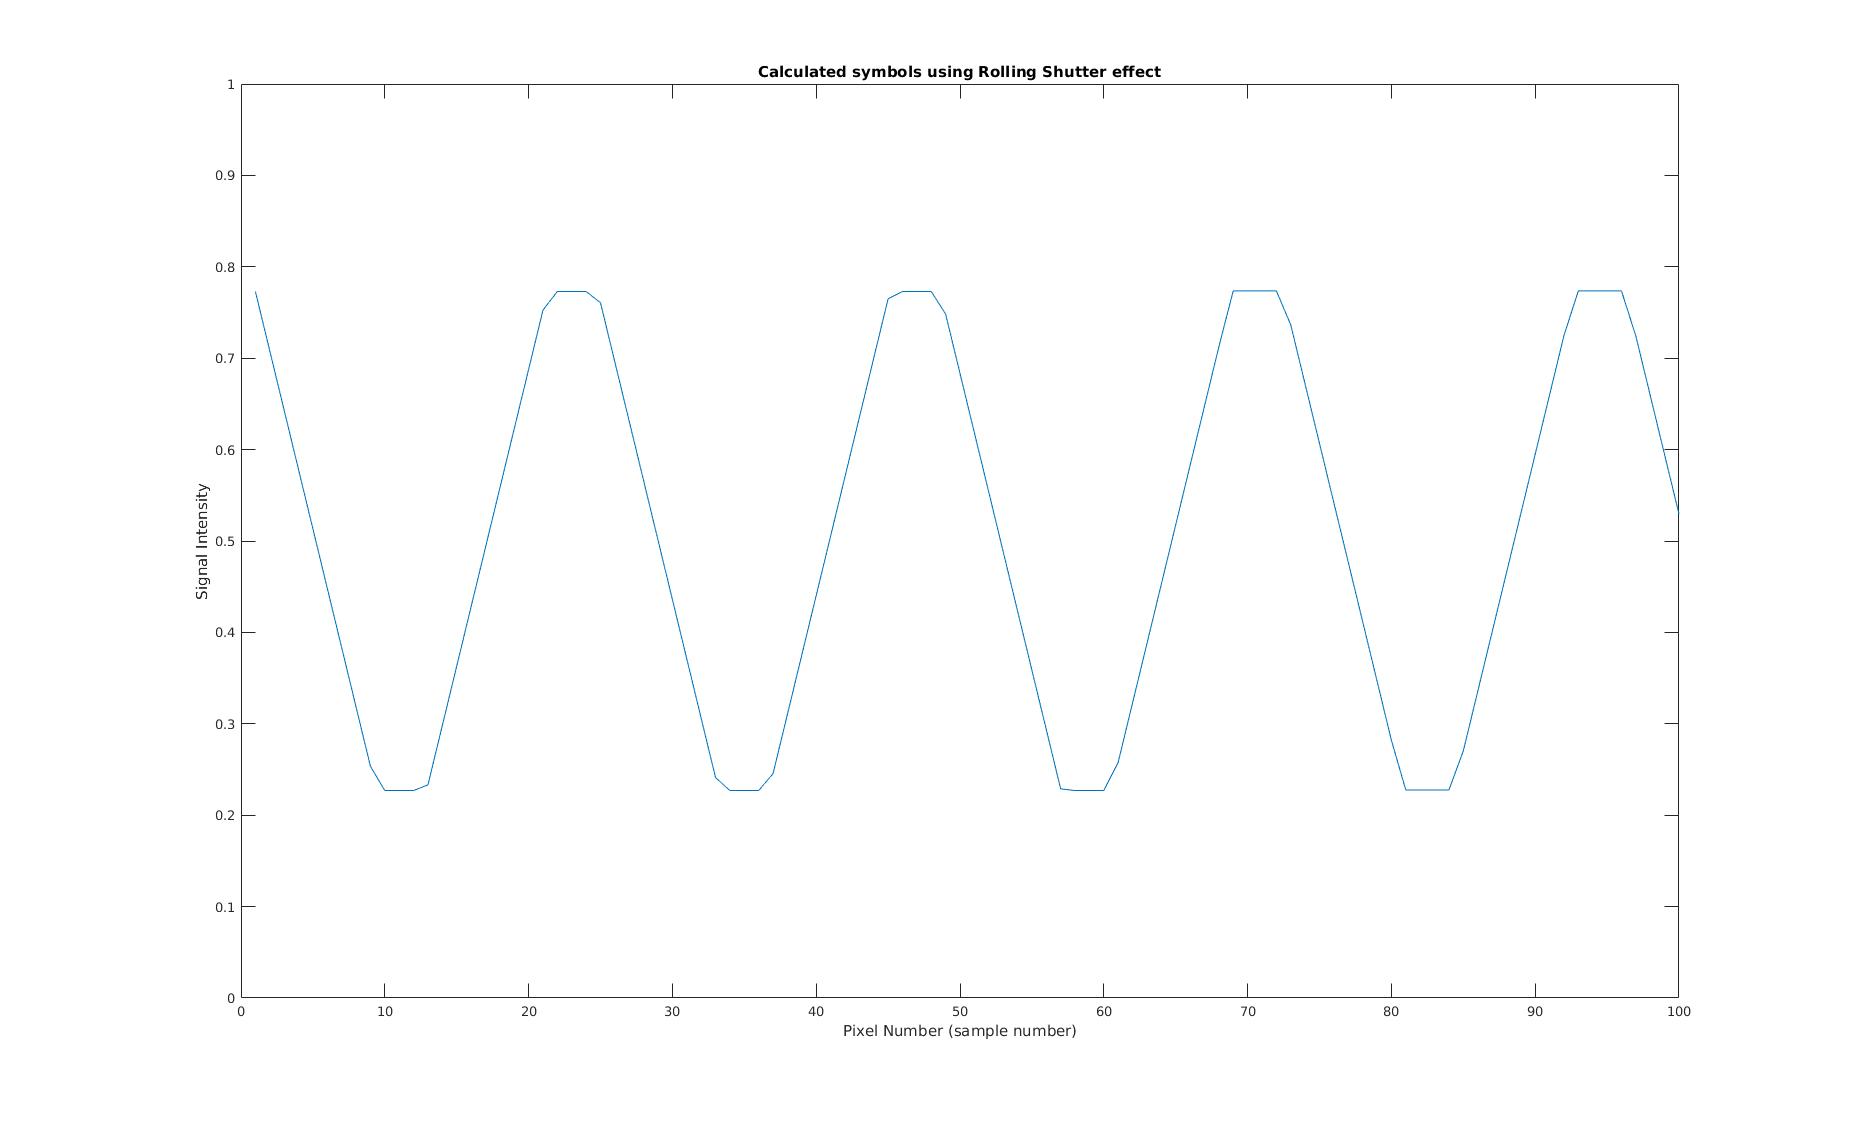 Calculated symbols using Rolling Shutter effect
1
0.9
0.8
0.7
0.6
0.5
0.4
0.3
0.2
0.1
0
Signal Intensity
0 10 20 30 40 50 60 70 80 90 100
Pixel Number (sample number)